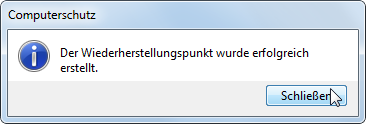 Computerschutz
Der Wiederherstellungspunkt wurde erfolgreich
erstellt.
Schließen